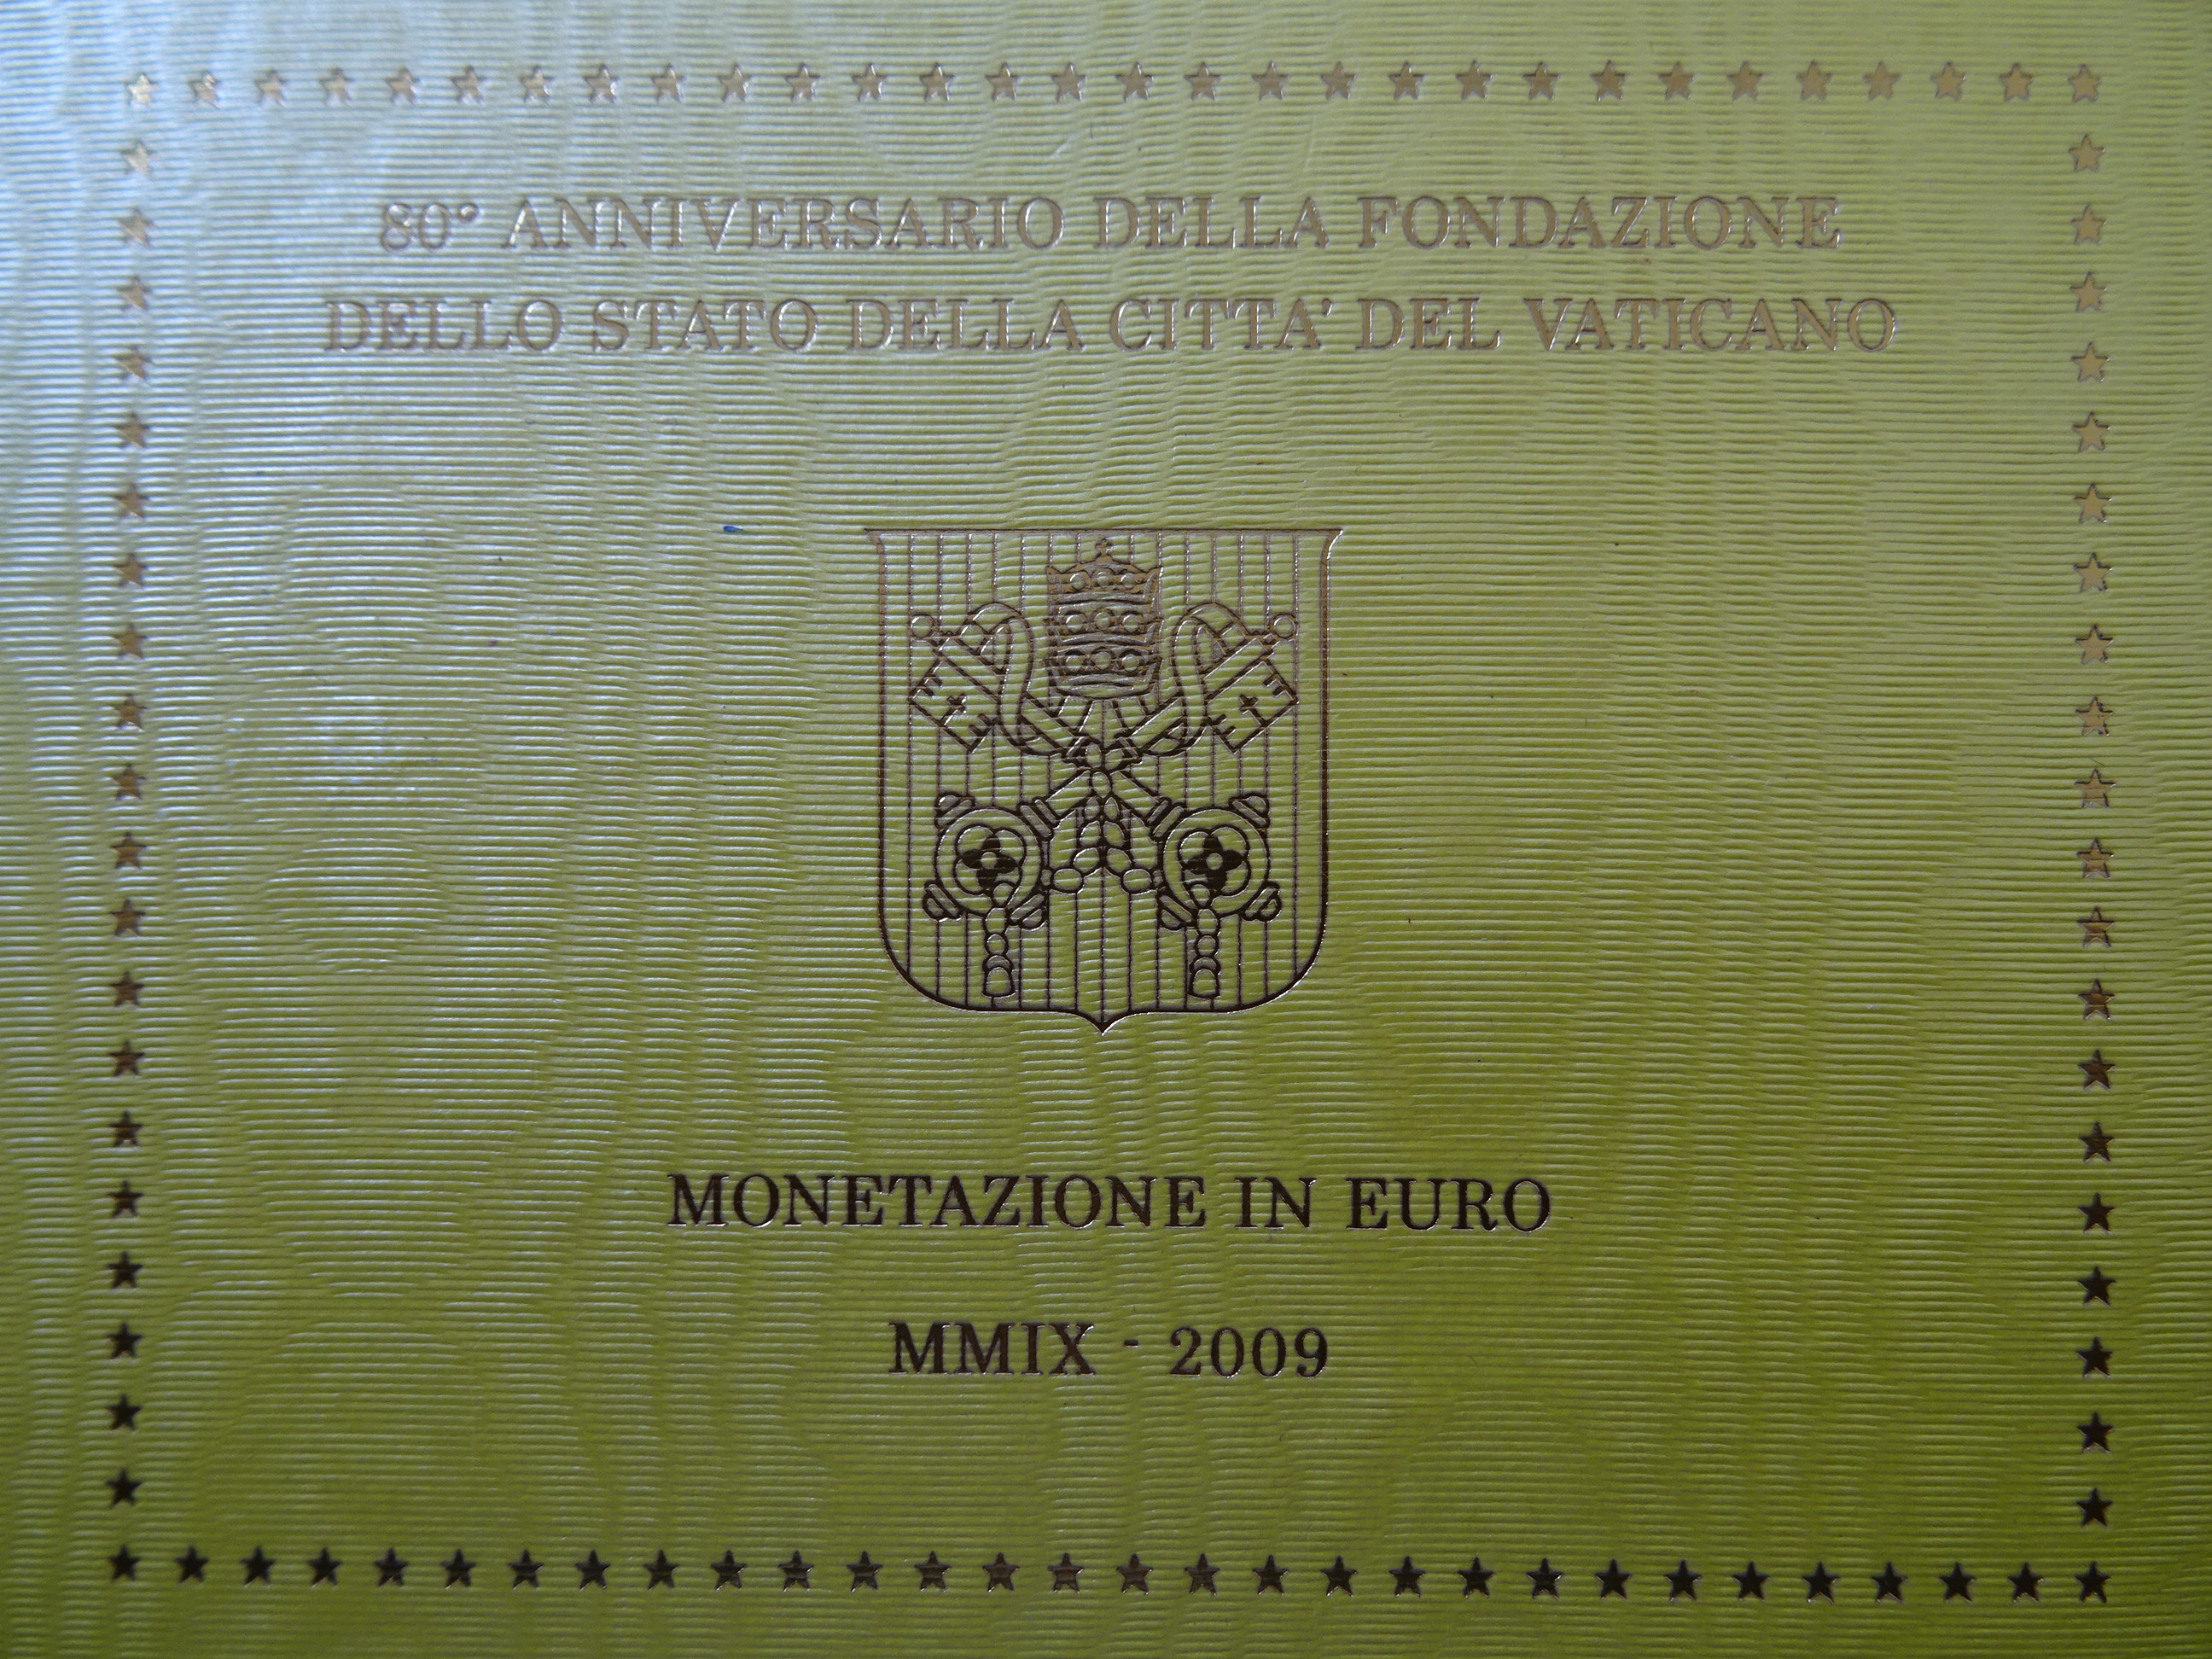 80° ANNIVERSARIO DELLA FONDAZIONE
DELLO STATO DELLA CITTA' DEL VATICANO
MONETAZIONE IN EURO
MMIX - 2009